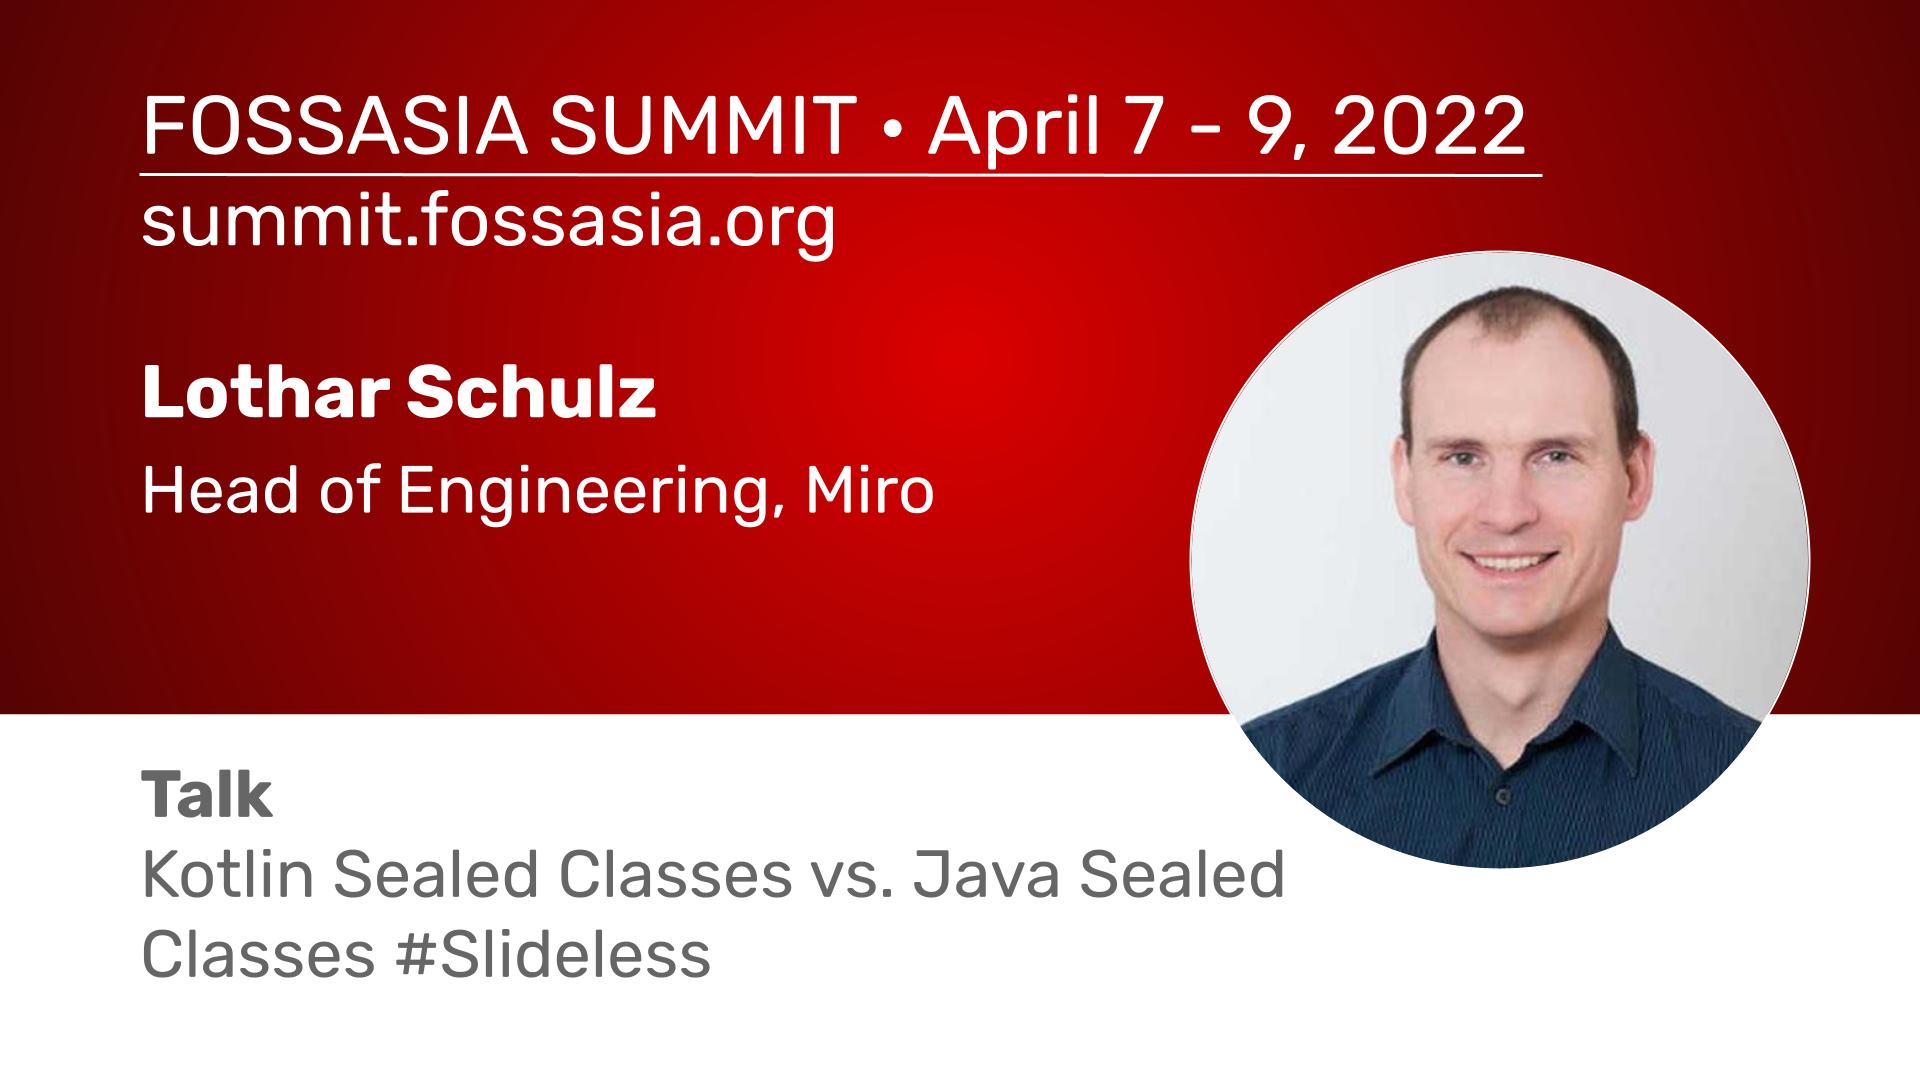 FOSSASIA SUMMIT • April 7 - 9, 2022
summit.fossasia.org
Lothar Schulz
Head of Engineering, Miro
Talk
Kotlin Sealed Classes vs. Java Sealed
Classes #Slideless